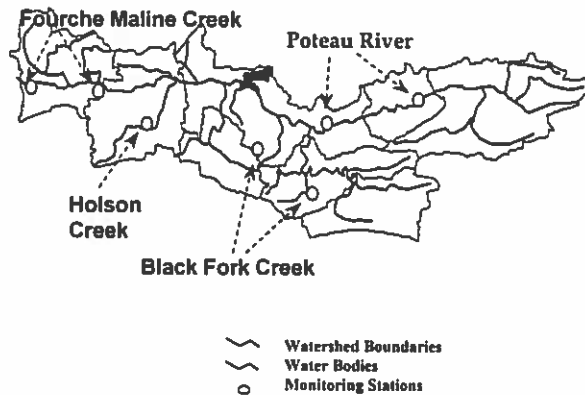 Fourche Maline Creek
Poteau River
Holson
Creek
Black Fork Creek
Watershed Boundaries
Water Bodies
Monitoring Stations